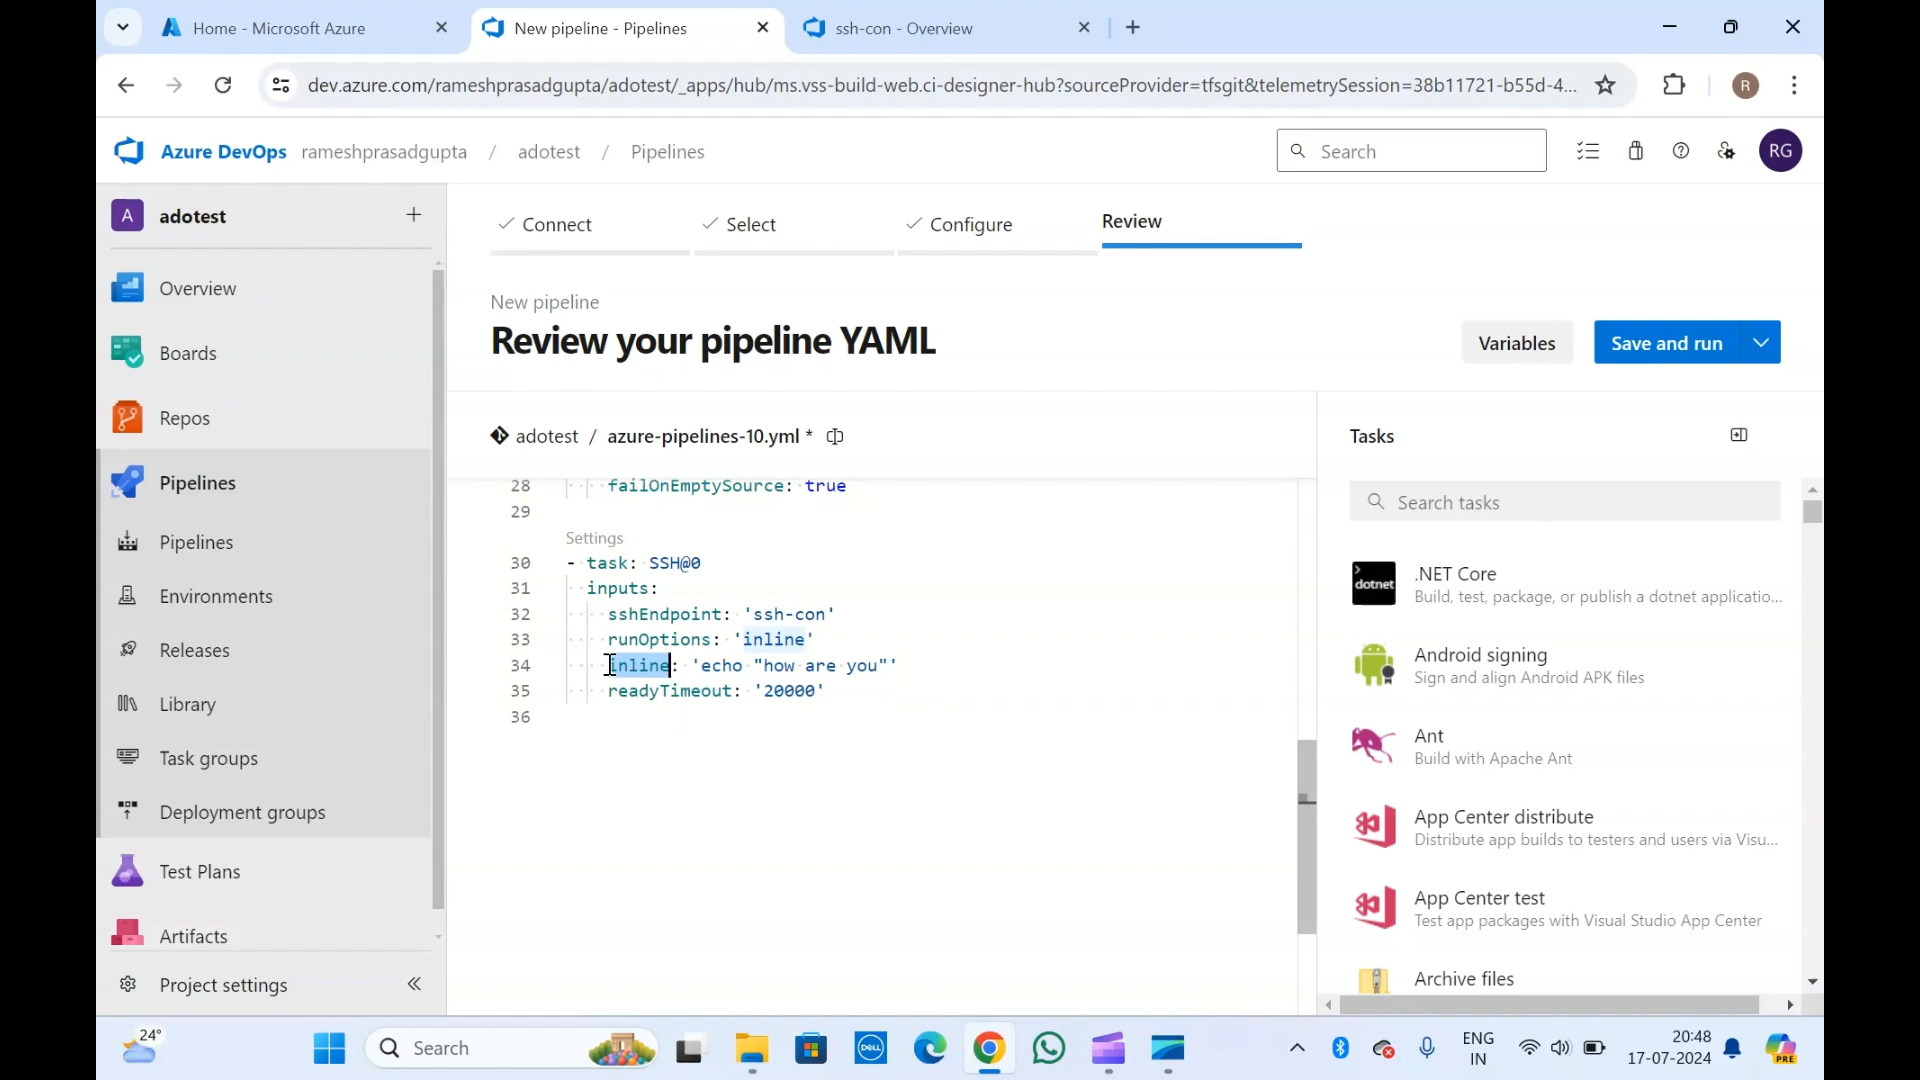 Home - Microsoft Azure
New pipeline - Pipelines
ssh-con - Overview
dev.azure.com/rameshprasadgupta/adotest/_apps/hub/ms.vss-build-web.ci-designer-hub?sourceProvider=tfsgit&telemetrySession=38b11721-b55d-4...
R
Azure DevOps rameshprasadgupta / adotest / Pipelines
Search
RG
A adotest
Overview
Boards
Repos
Pipelines
Pipelines
Environments
Releases
Library
Task groups
Deployment groups
Test Plans
Artifacts
Project settings
Connect
Select
Configure
Review
New pipeline
Review your pipeline YAML
Variables
Save and run
adotest / azure-pipelines-10.yml *
28 failOnEmptySource: true
29
Settings
30 - task: SSH@0
31 inputs:
32 sshEndpoint: 'ssh-con'
33 runOptions: 'inline'
34 inline: 'echo "how are you"'
35 readyTimeout: '20000'
36
Tasks
Search tasks
dotnet
.NET Core
Build, test, package, or publish a dotnet applicatio...
Android signing
Sign and align Android APK files
Ant
Build with Apache Ant
App Center distribute
Distribute app builds to testers and users via Visu...
App Center test
Test app packages with Visual Studio App Center
Archive files
24°
Search
DELL
ENG
IN
20:48
17-07-2024
PRE